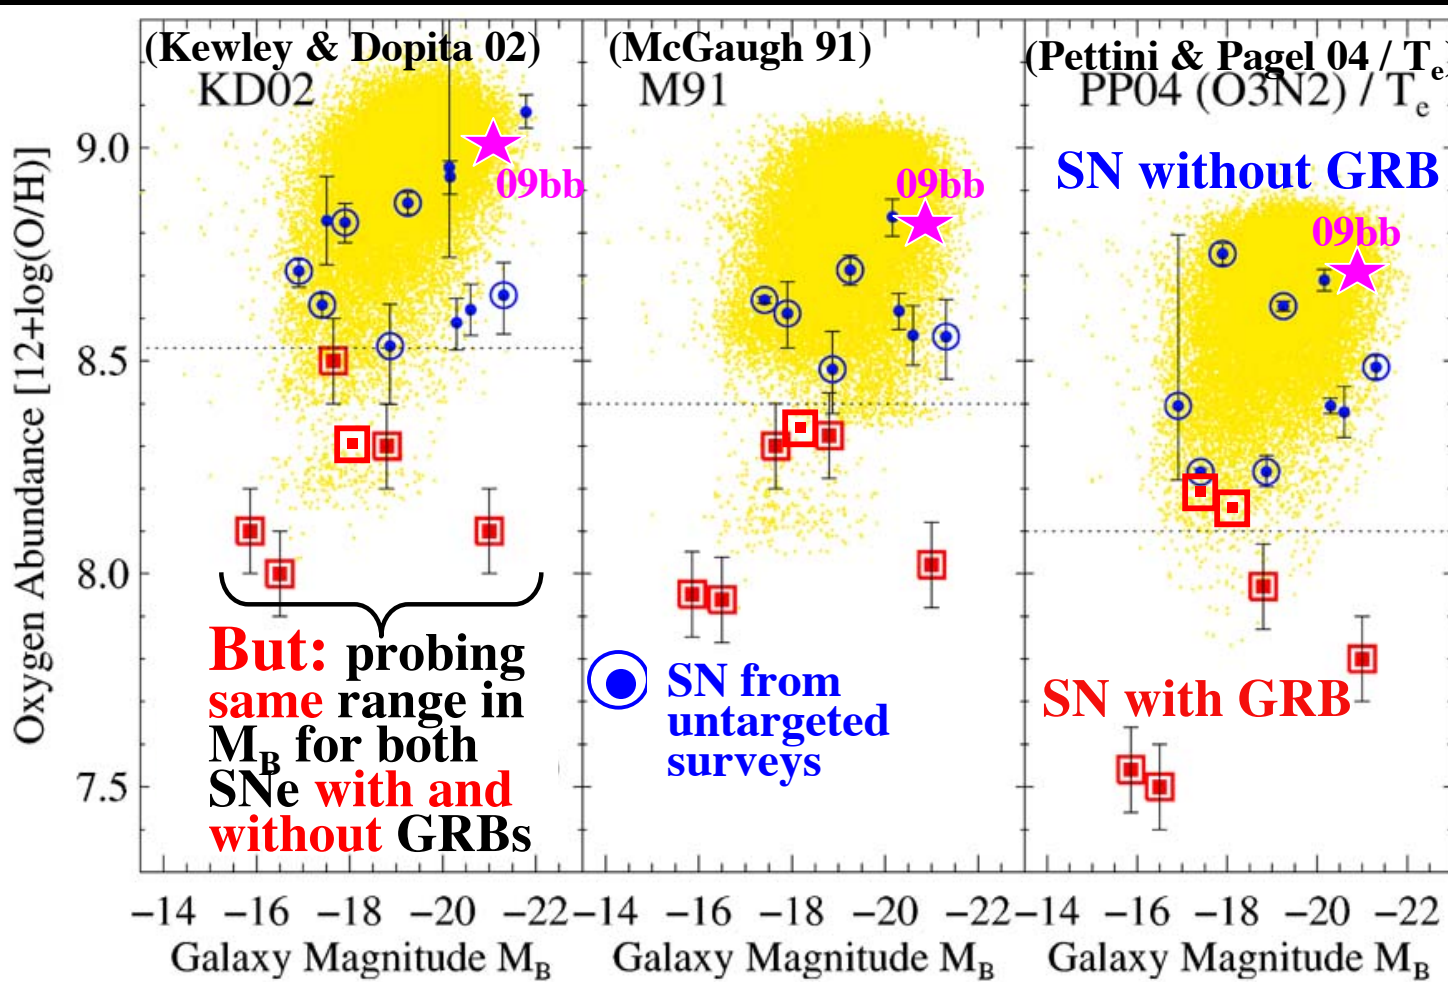 (Kewley & Dopita 02)
KD02
(McGaugh 91)
M91
(Pettini & Pagel 04 / Te)
PP04 (O3N2) / Te
Oxygen Abundance [12+log(O/H)]
9.0
8.5
8.0
7.5
09bb
09bb
SN without GRB
09bb
But: probing
same range in
MB for both
SNe with and
without GRBs
SN from
untargeted
surveys
SN with GRB
−14 −16 −18 −20 −22
−14 −16 −18 −20 −22
−14 −16 −18 −20 −22
Galaxy Magnitude MB
Galaxy Magnitude MB
Galaxy Magnitude MB